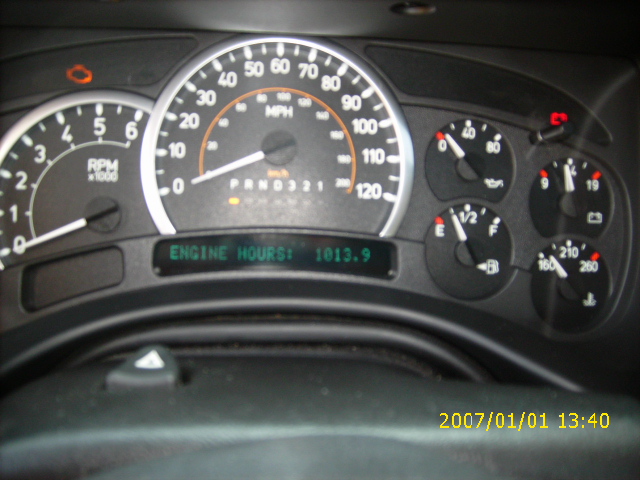 0 1 2 3 4 5 6
RPM
x1000
0 10 20 30 40 50 60 70 80 90 100 110 120
MPH
km/h
P R N D 3 2 1
ENGINE HOURS: 1013.9
0 40 80
9 14 19
E 1/2 F
160 210 260
2007/01/01 13:40